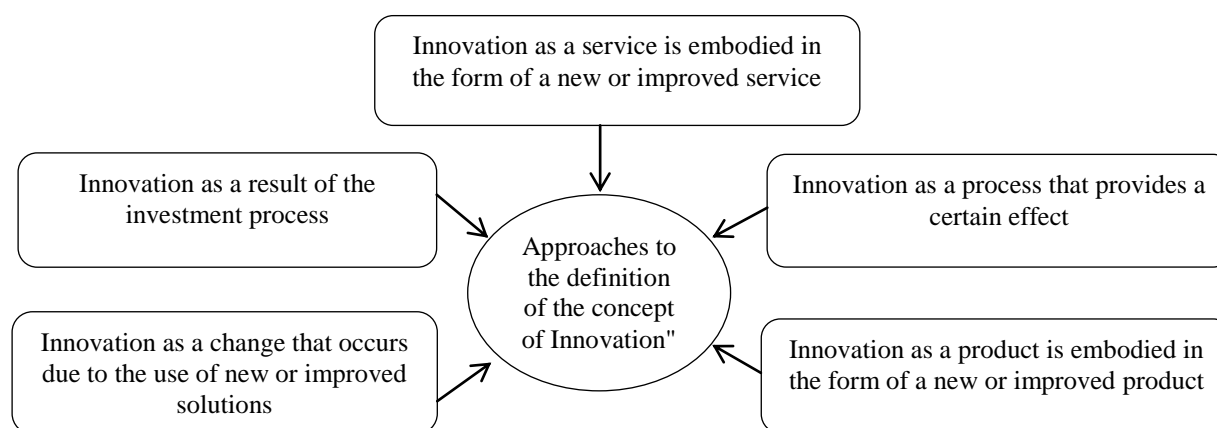 Innovation as a service is embodied in
the form of a new or improved service
Innovation as a result of the
investment process
Innovation as a process that provides a
certain effect
Approaches to
the definition
of the concept
of Innovation"
Innovation as a change that occurs
due to the use of new or improved
solutions
Innovation as a product is embodied in
the form of a new or improved product